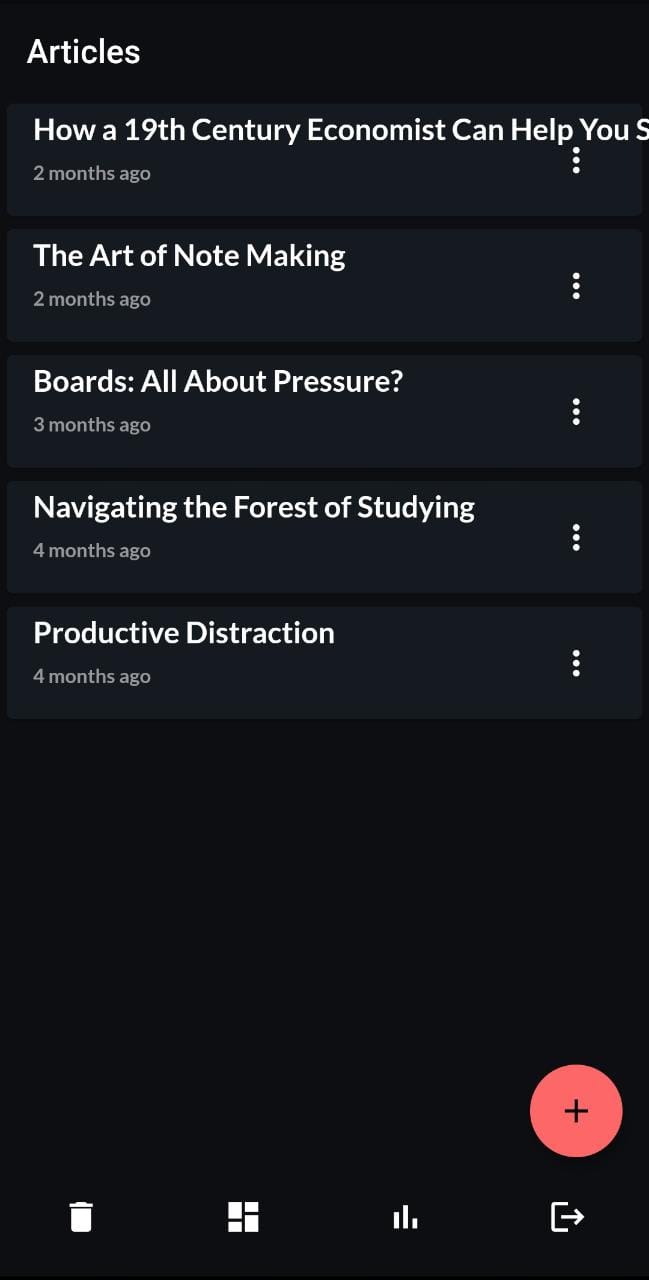 Articles
How a 19th Century Economist Can Help You S
2 months ago
The Art of Note Making
2 months ago
Boards: All About Pressure?
3 months ago
Navigating the Forest of Studying
4 months ago
Productive Distraction
4 months ago